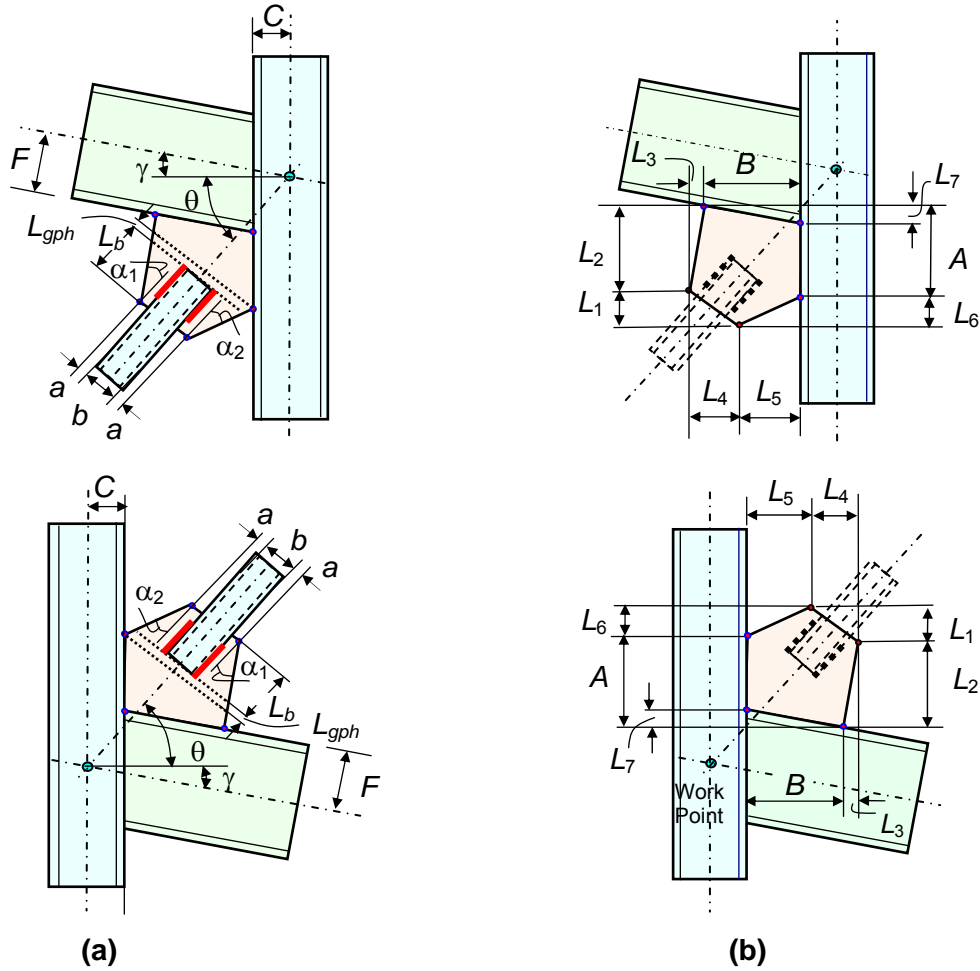 C
F
γ
θ
L_gph
L_b
α₁
α₂
a
b
a
L₃
B
L₇
L₂
A
L₁
L₆
L₄
L₅
C
a
b
a
α₂
α₁
L_b
L_gph
θ
γ
F
L₅
L₄
L₆
L₁
A
L₂
L₇
B
Work
Point
L₃
(a)
(b)